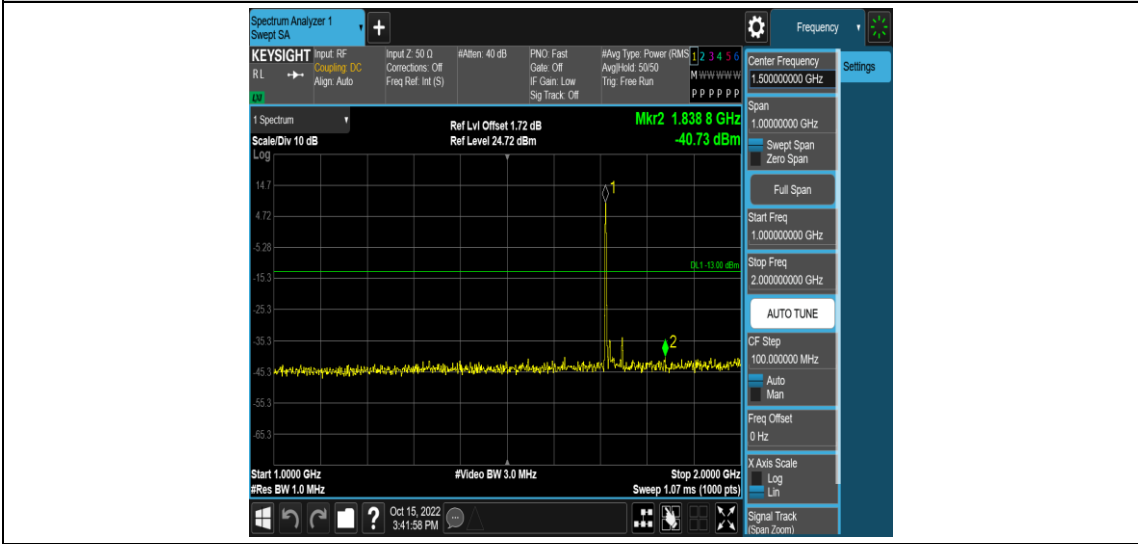 Spectrum Analyzer 1
Swept SA
+
Frequency
KEYSIGHT
RL
Input: RF
Coupling: DC
Align: Auto
Input Z: 50 Ω
Corrections: Off
Freq Ref: Int (S)
#Atten: 40 dB
PNO: Fast
Gate: Off
IF Gain: Low
Sig Track: Off
#Avg Type: Power (RMS
Avg|Hold: 50/50
Trig: Free Run
1 2 3 4 5 6
M W W W W W
P P P P P P
1 Spectrum
Scale/Div 10 dB
Ref Lvl Offset 1.72 dB
Ref Level 24.72 dBm
Mkr2 1.838 8 GHz
-40.73 dBm
Log
14.7
4.72
-5.28
-15.3
-25.3
-35.3
-45.3
-55.3
-65.3
1
DL1 -13.00 dBm
2
Start 1.0000 GHz
#Res BW 1.0 MHz
#Video BW 3.0 MHz
Stop 2.0000 GHz
Sweep 1.07 ms (1000 pts)
?
Oct 15, 2022
3:41:58 PM
Center Frequency
1.500000000 GHz
Settings
Span
1.00000000 GHz
Swept Span
Zero Span
Full Span
Start Freq
1.000000000 GHz
Stop Freq
2.000000000 GHz
AUTO TUNE
CF Step
100.000000 MHz
Auto
Man
Freq Offset
0 Hz
X Axis Scale
Log
Lin
Signal Track
(Span Zoom)